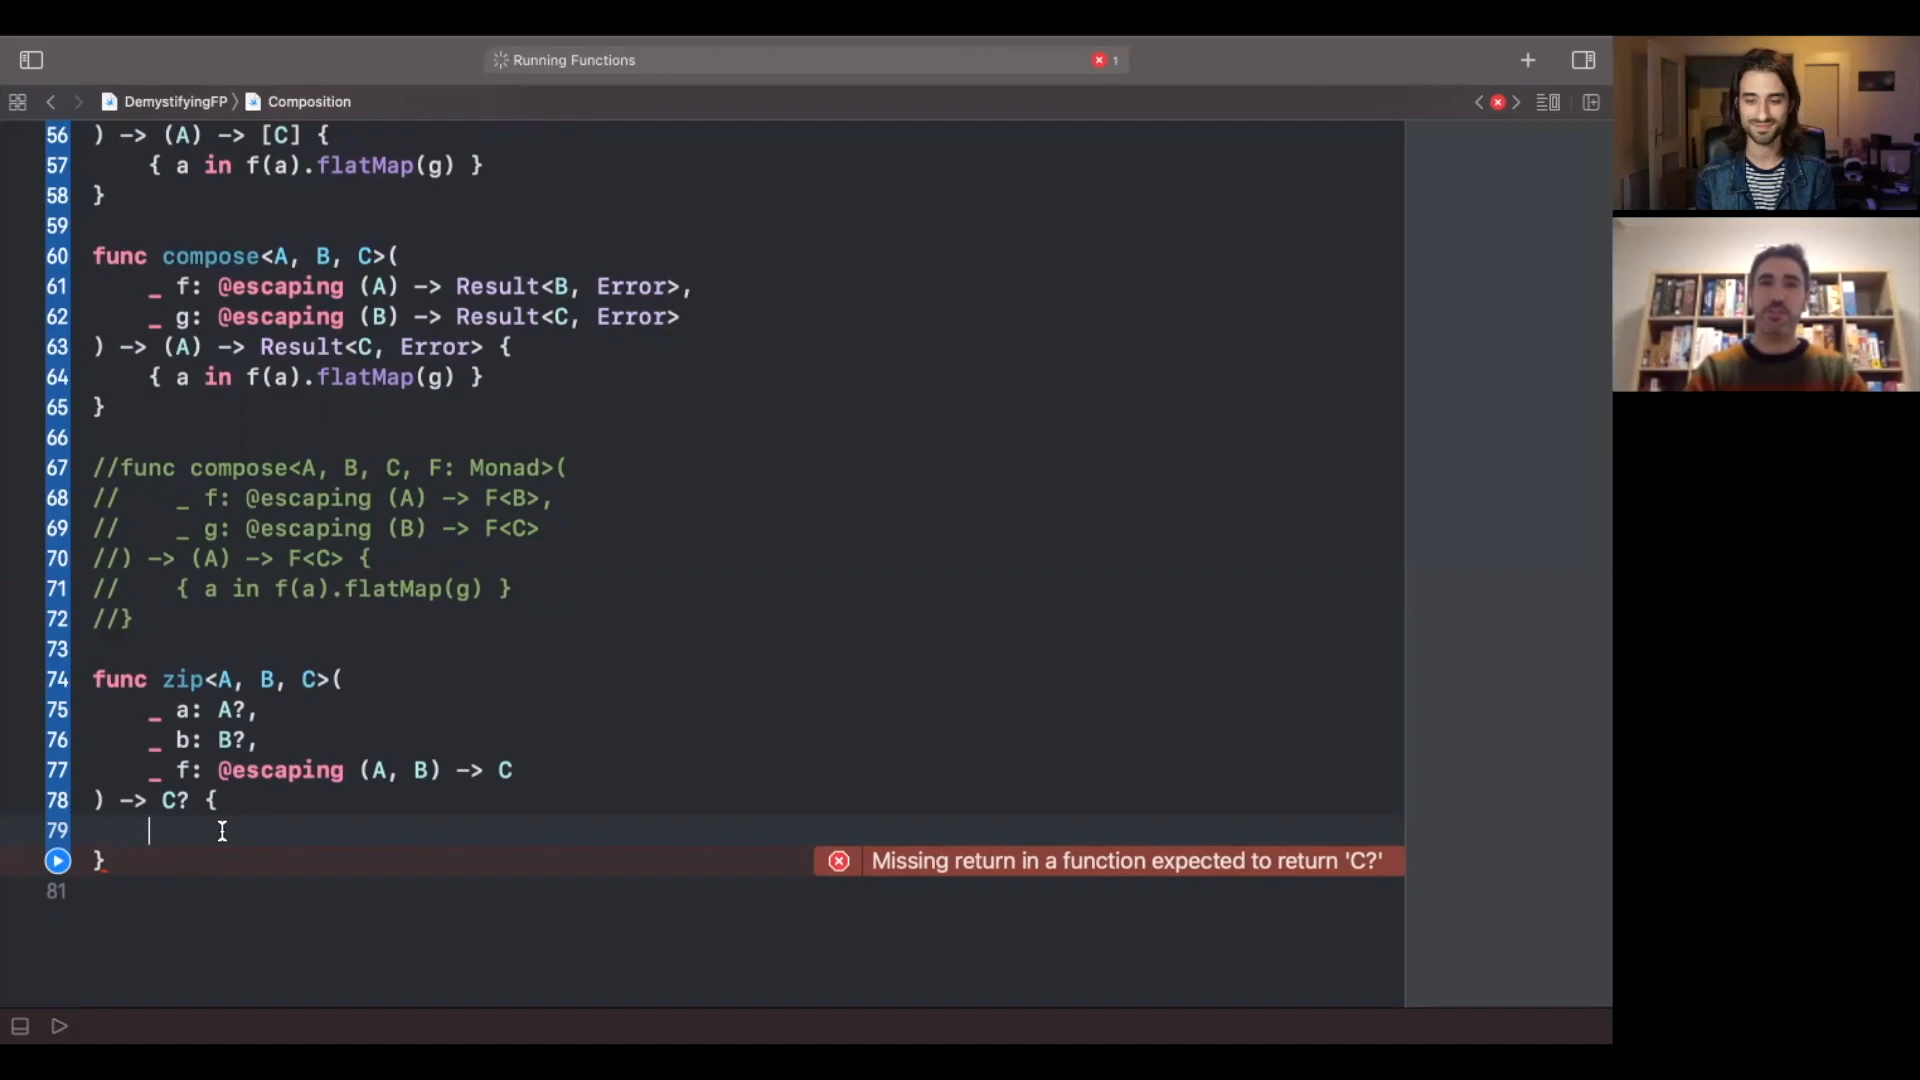 Running Functions
1
DemystifyingFP
Composition
56 ) -> (A) -> [C] {
57 { a in f(a).flatMap(g) }
58 }
59
60 func compose<A, B, C>(
61 _ f: @escaping (A) -> Result<B, Error>,
62 _ g: @escaping (B) -> Result<C, Error>
63 ) -> (A) -> Result<C, Error> {
64 { a in f(a).flatMap(g) }
65 }
66
67 //func compose<A, B, C, F: Monad>(
68 // _ f: @escaping (A) -> F<B>,
69 // _ g: @escaping (B) -> F<C>
70 //) -> (A) -> F<C> {
71 // { a in f(a).flatMap(g) }
72 //}
73
74 func zip<A, B, C>(
75 _ a: A?,
76 _ b: B?,
77 _ f: @escaping (A, B) -> C
78 ) -> C? {
79
} Missing return in a function expected to return 'C?'
81